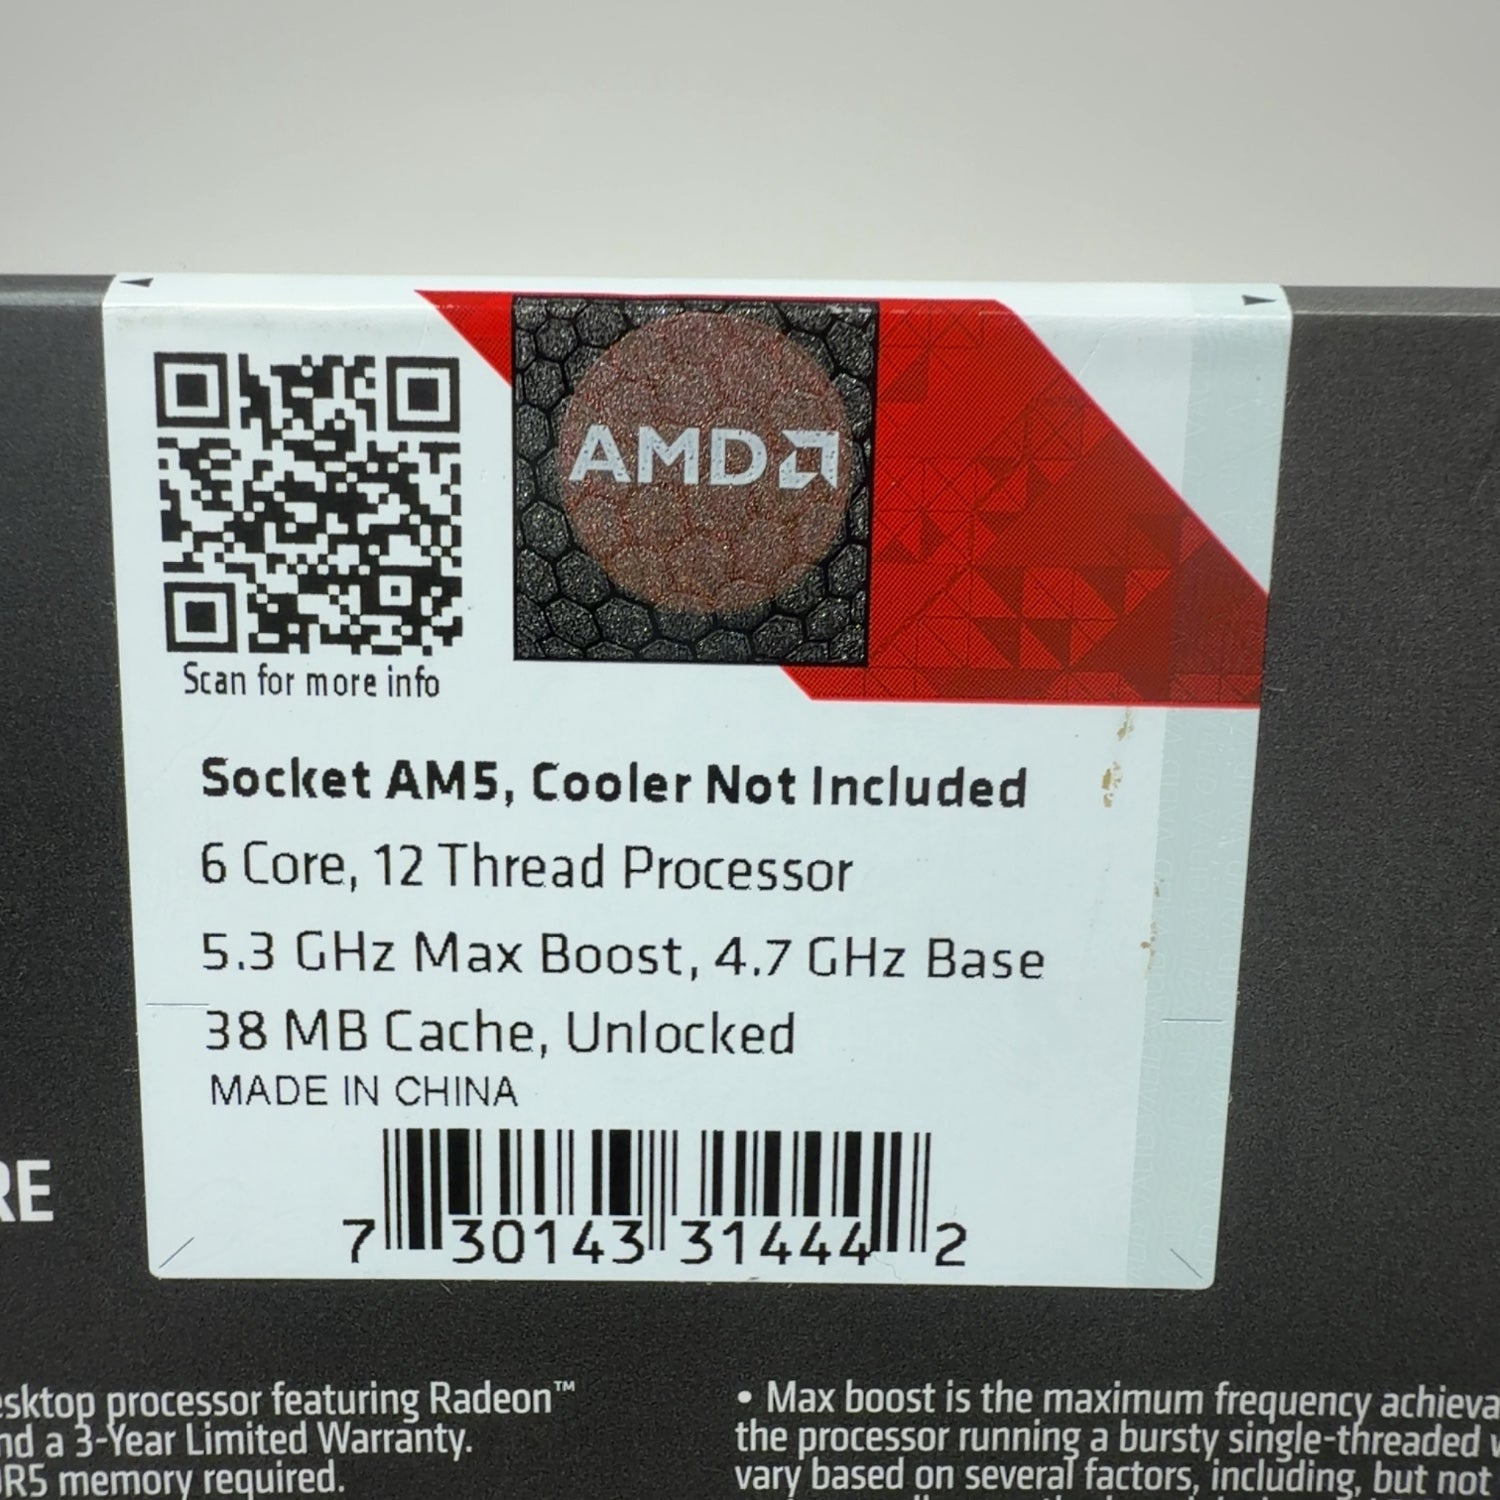 AMD
Scan for more info
Socket AM5, Cooler Not Included
6 Core, 12 Thread Processor
5.3 GHz Max Boost, 4.7 GHz Base
38 MB Cache, Unlocked
MADE IN CHINA
7 30143 31444 2
RE
esktop processor featuring Radeon™
nd a 3-Year Limited Warranty.
DR5 memory required.
• Max boost is the maximum frequency achieva
the processor running a bursty single-threaded w
vary based on several factors, including, but not